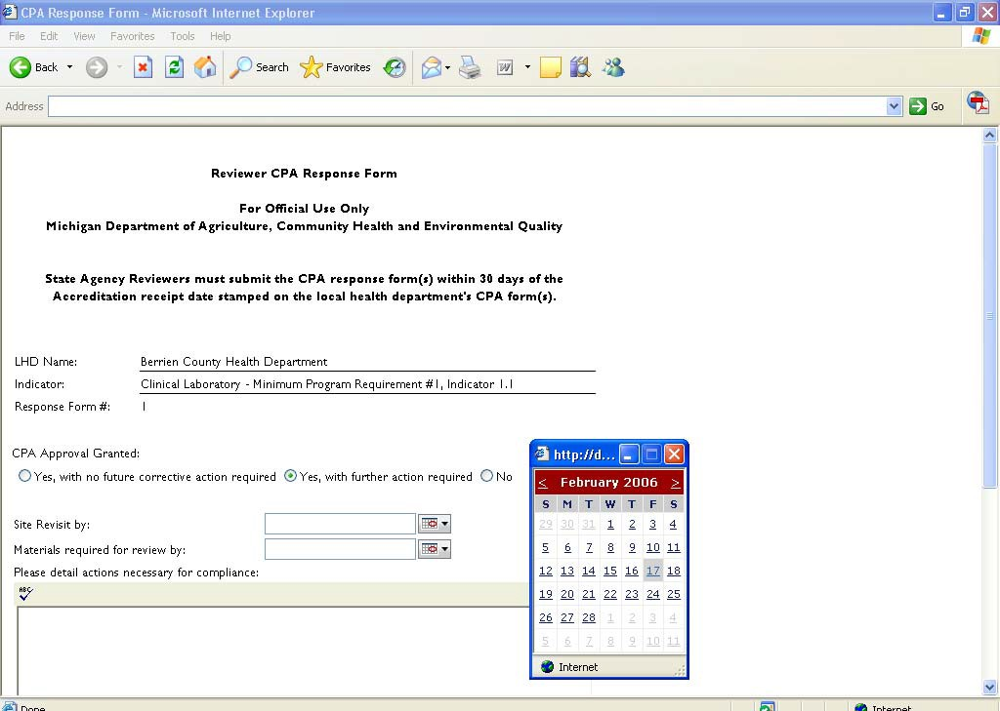 CPA Response Form - Microsoft Internet Explorer
File Edit View Favorites Tools Help
Back Search Favorites W
Address Go
Reviewer CPA Response Form
For Official Use Only
Michigan Department of Agriculture, Community Health and Environmental Quality
State Agency Reviewers must submit the CPA response form(s) within 30 days of the
Accreditation receipt date stamped on the local health department's CPA form(s).
LHD Name: Berrien County Health Department
Indicator: Clinical Laboratory - Minimum Program Requirement #1, Indicator 1.1
Response Form #: 1
CPA Approval Granted:
Yes, with no future corrective action required Yes, with further action required No
Site Revisit by:
Materials required for review by:
Please detail actions necessary for compliance:
ABC
http://d...
< February 2006 >
S M T W T F S
29 30 31 1 2 3 4
5 6 7 8 9 10 11
12 13 14 15 16 17 18
19 20 21 22 23 24 25
26 27 28 1 2 3 4
5 6 7 8 9 10 11
Internet
Done Internet